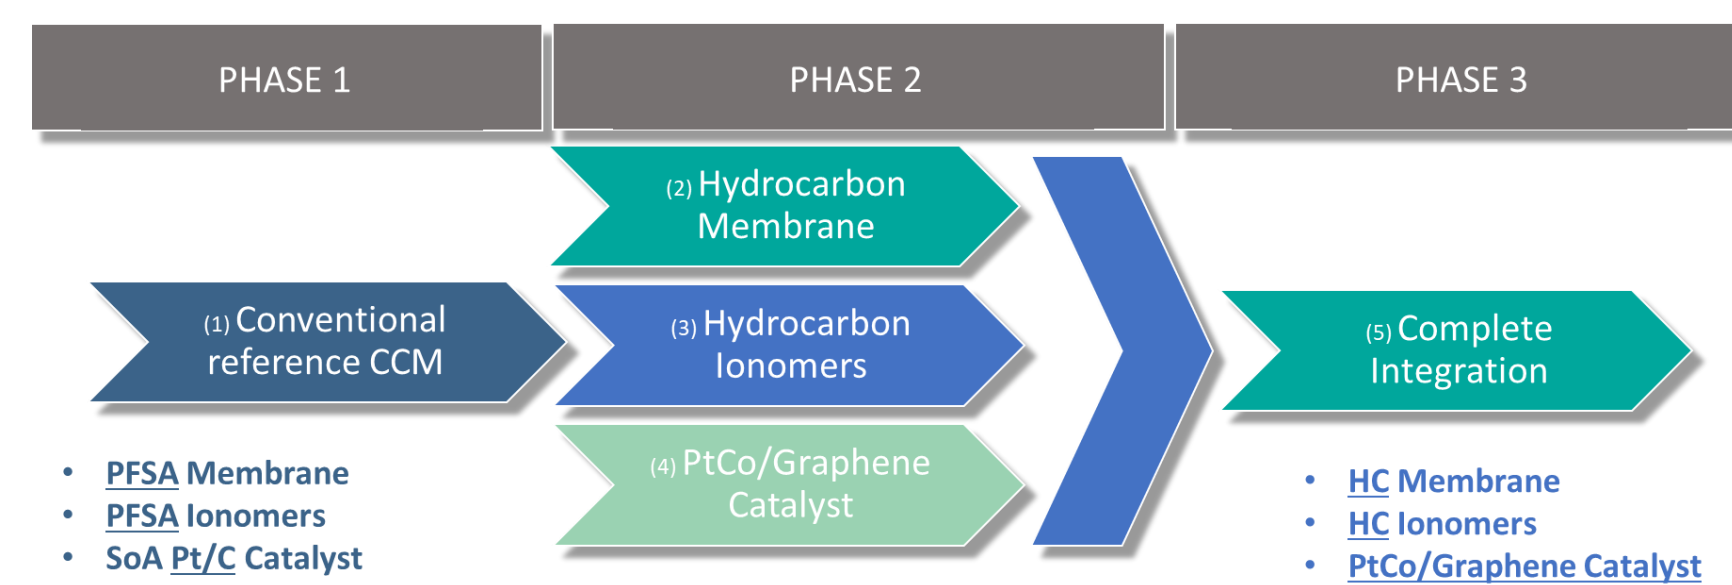 PHASE 1
PHASE 2
PHASE 3
(2) Hydrocarbon
Membrane
(1) Conventional
reference CCM
(3) Hydrocarbon
Ionomers
(4) PtCo/Graphene
Catalyst
(5) Complete
Integration
• PFSA Membrane
• PFSA Ionomers
• SoA Pt/C Catalyst
• HC Membrane
• HC Ionomers
• PtCo/Graphene Catalyst